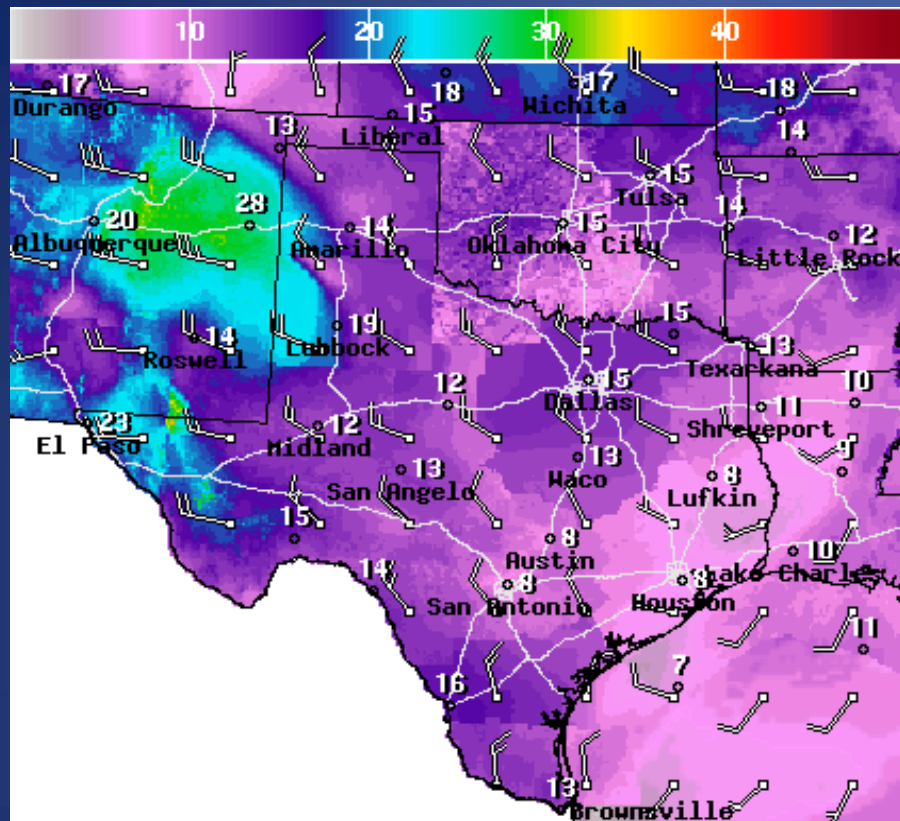 10 20 30 40
17 18 17 18
Durango Wichita
15
Liberal
13 14
15
Tulsa
20 28 14 15 14 12
Albuquerque Amarillo Oklahoma City Little Rock
19 15
14 Lubbock 13
Roswell Texarkana
15
Dallas
12 11 10
23 12 Shreveport
El Paso Midland
13 13 8 9
San Angelo Waco Lufkin
15 8 10
Austin
14 8 8 Lake Charles
San Antonio Houston
11
16 7
13
Brownsville